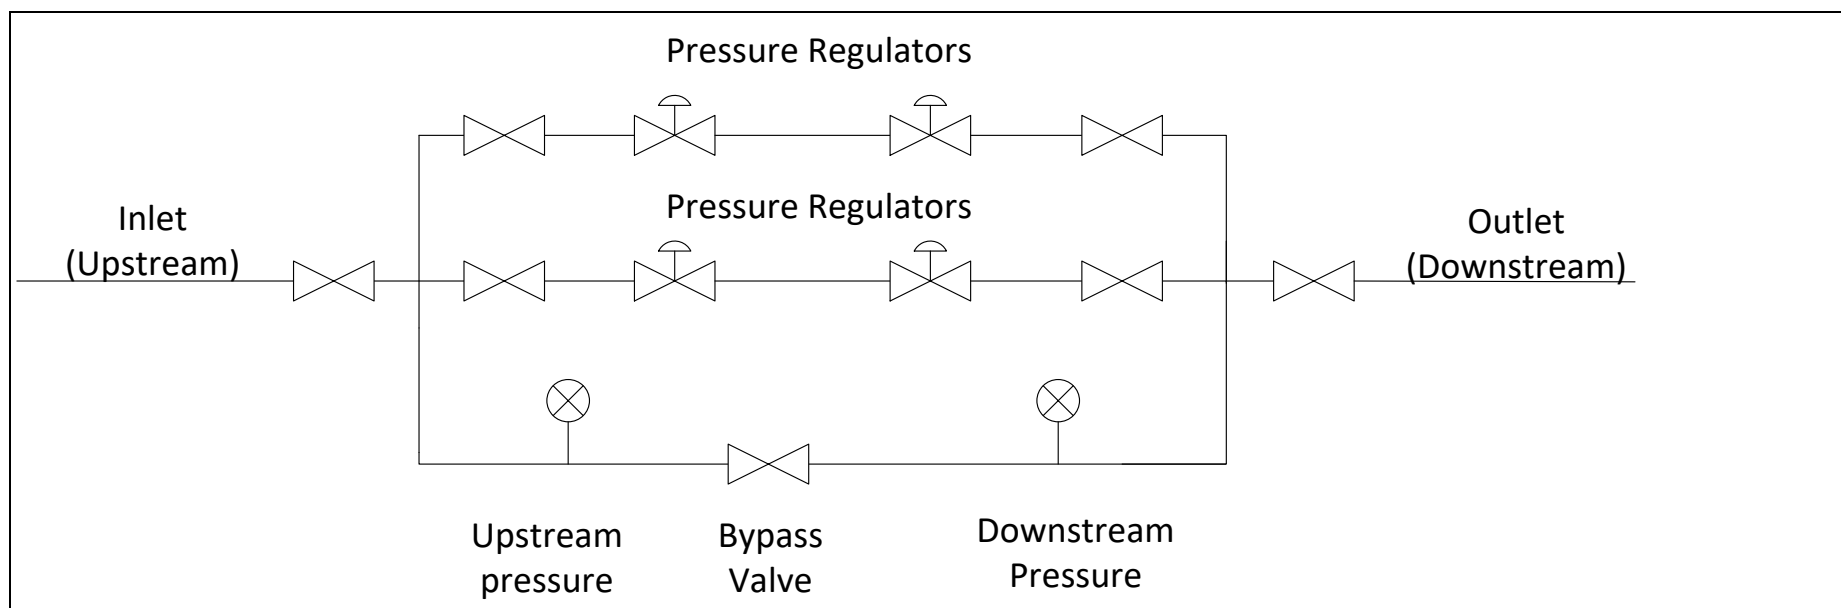 Pressure Regulators
Pressure Regulators
Inlet
(Upstream)
Outlet
(Downstream)
Upstream
pressure
Bypass
Valve
Downstream
Pressure